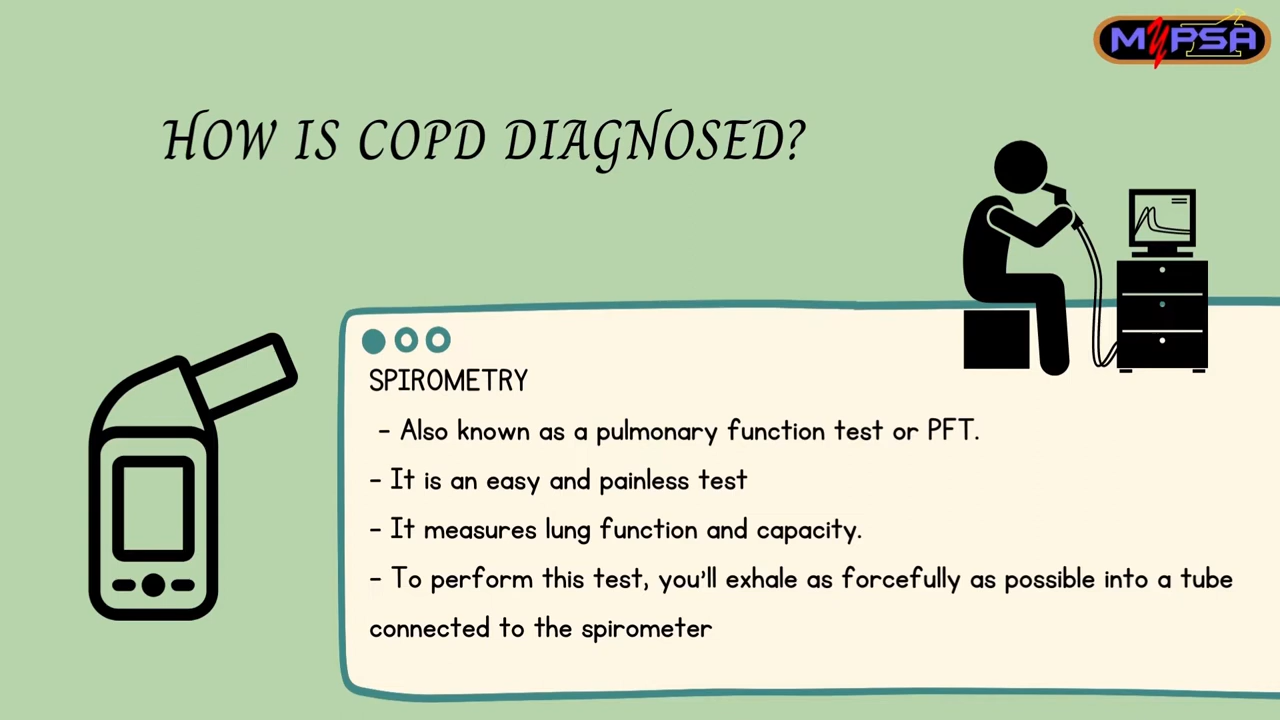 MYPSA
HOW IS COPD DIAGNOSED?
SPIROMETRY
- Also known as a pulmonary function test or PFT.
- It is an easy and painless test
- It measures lung function and capacity.
- To perform this test, you'll exhale as forcefully as possible into a tube
connected to the spirometer